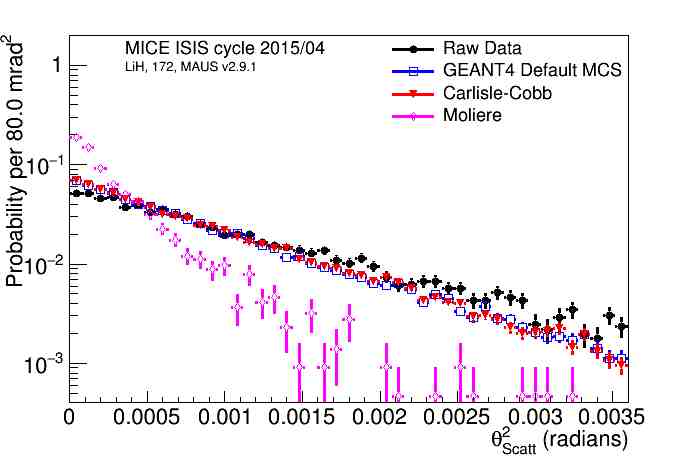 MICE ISIS cycle 2015/04
LiH, 172, MAUS v2.9.1
Raw Data
GEANT4 Default MCS
Carlisle-Cobb
Moliere
Probability per 80.0 mrad²
1
10⁻¹
10⁻²
10⁻³
0 0.0005 0.001 0.0015 0.002 0.0025 0.003 0.0035
θ²Scatt (radians)